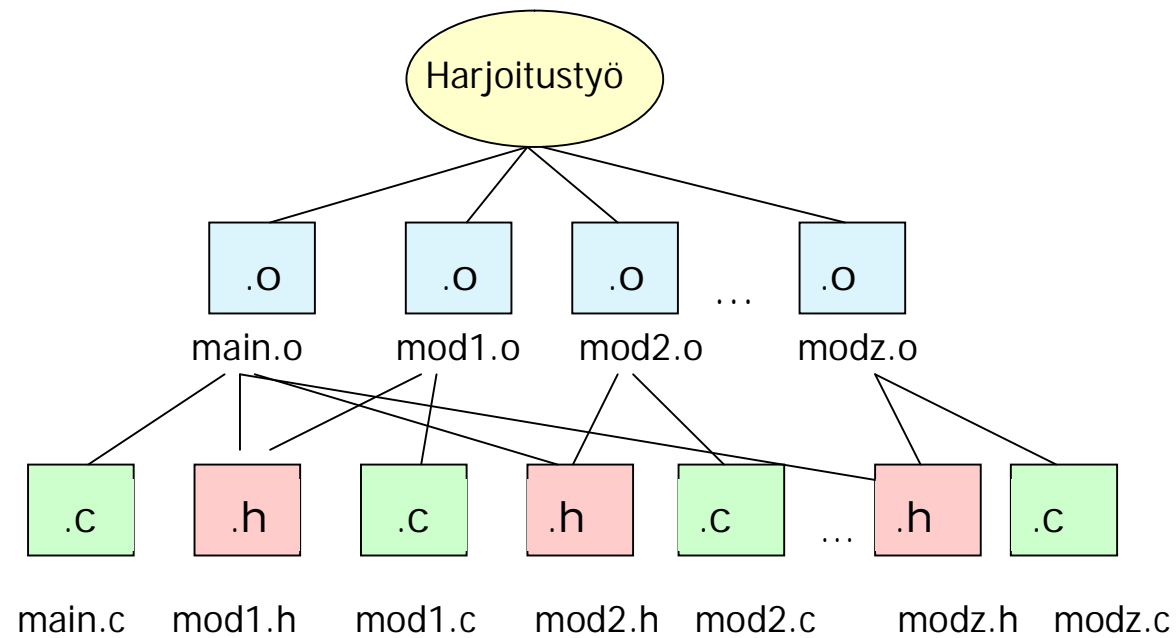 Harjoitustyö
.o .o .o ... .o
main.o mod1.o mod2.o modz.o
.c .h .c .h .c ... .h .c
main.c mod1.h mod1.c mod2.h mod2.c modz.h modz.c